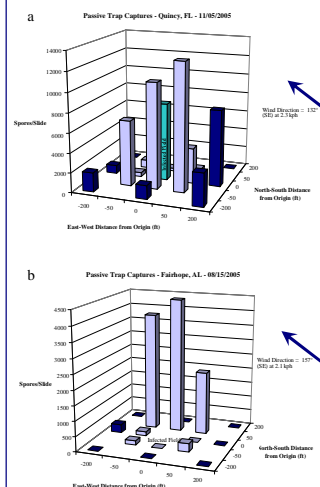 a
Passive Trap Captures - Quincy, FL - 11/05/2005
14000
12000
10000
8000
6000
4000
2000
0
Spores/Slide
Wind Direction :: 132°
(SE) at 2.3 kph
200
50
0
-50
-200
North-South Distance
from Origin (ft)
-200
-50
0
50
200
East-West Distance from Origin (ft)
b
Passive Trap Captures - Fairhope, AL - 08/15/2005
4500
4000
3500
3000
2500
2000
1500
1000
500
0
Spores/Slide
Infected Field
Wind Direction :: 157°
(SE) at 2.1 kph
200
50
0
-50
-200
orth-South Distance
from Origin (ft)
-200
-50
0
50
200
East-West Distance from Origin (ft)